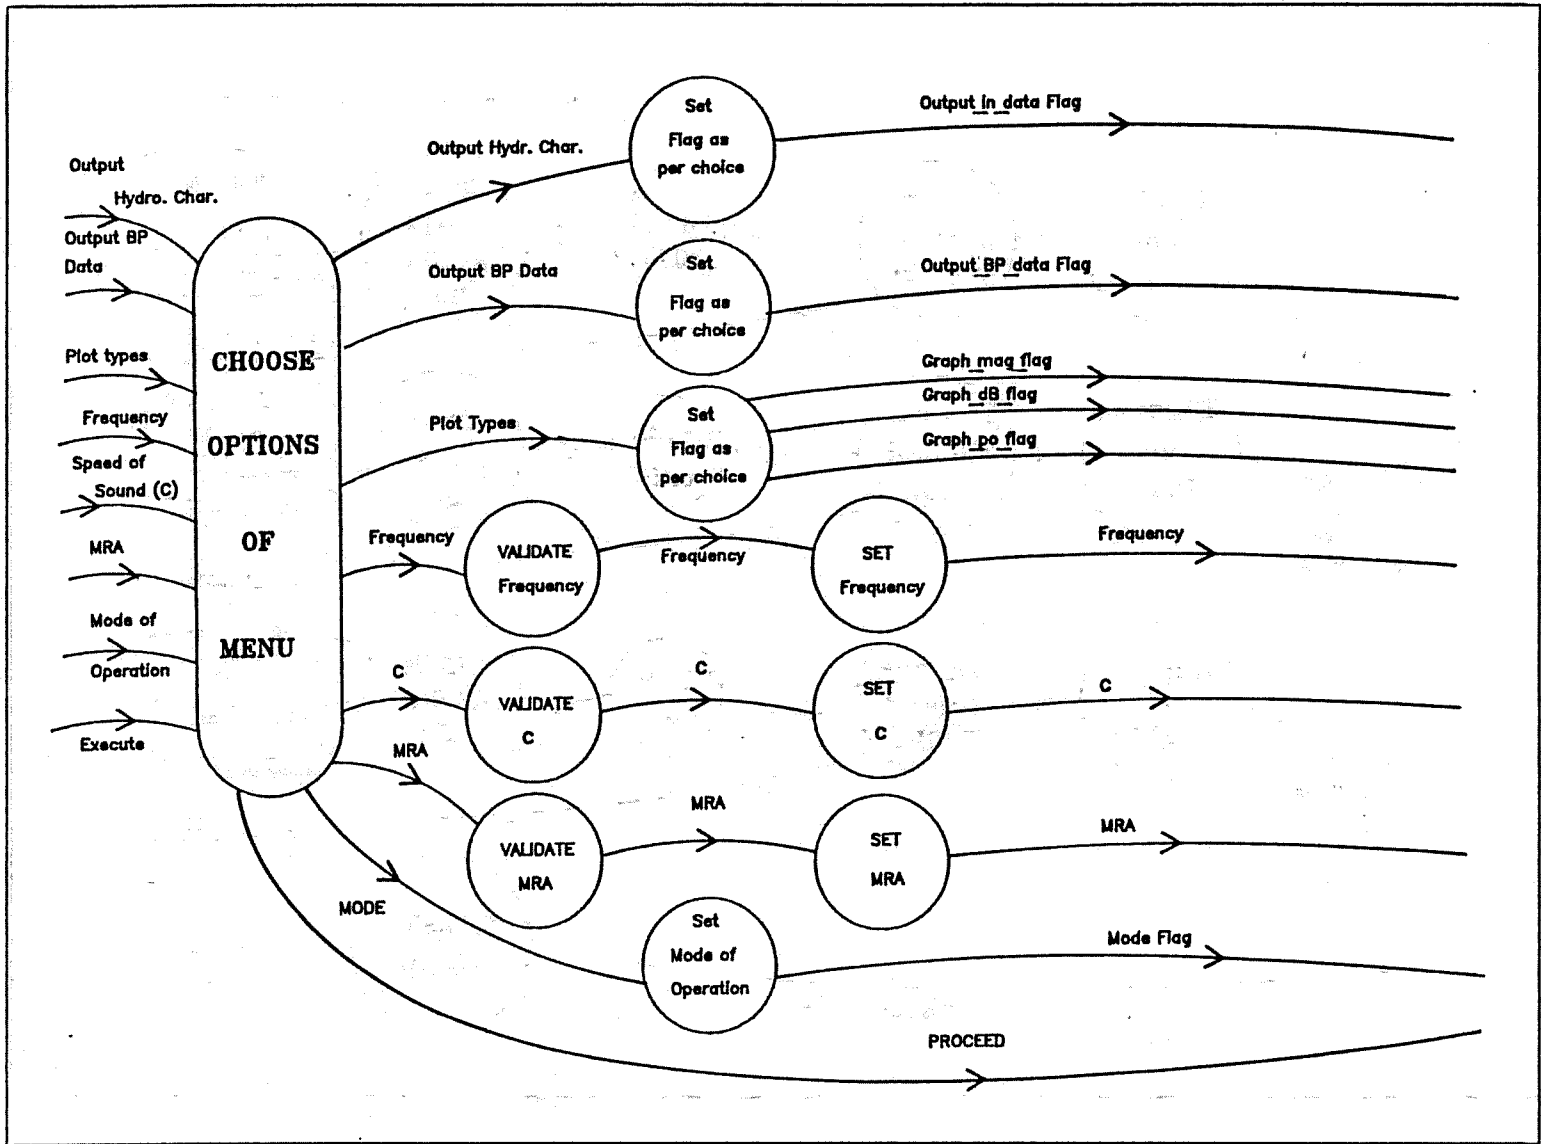 Output
Hydro. Char.
Output BP
Data
Plot types
Frequency
Speed of
Sound (C)
MRA
Mode of
Operation
Execute
CHOOSE
OPTIONS
OF
MENU
Output Hydr. Char.
Set
Flag as
per choice
Output_in_data Flag
Output BP Data
Set
Flag as
per choice
Output_BP_data Flag
Plot Types
Set
Flag as
per choice
Graph_mag_flag
Graph_dB_flag
Graph_po_flag
Frequency
VALIDATE
Frequency
Frequency
SET
Frequency
Frequency
C
VALIDATE
C
C
SET
C
C
MRA
VALIDATE
MRA
MRA
SET
MRA
MRA
MODE
Set
Mode of
Operation
Mode Flag
PROCEED